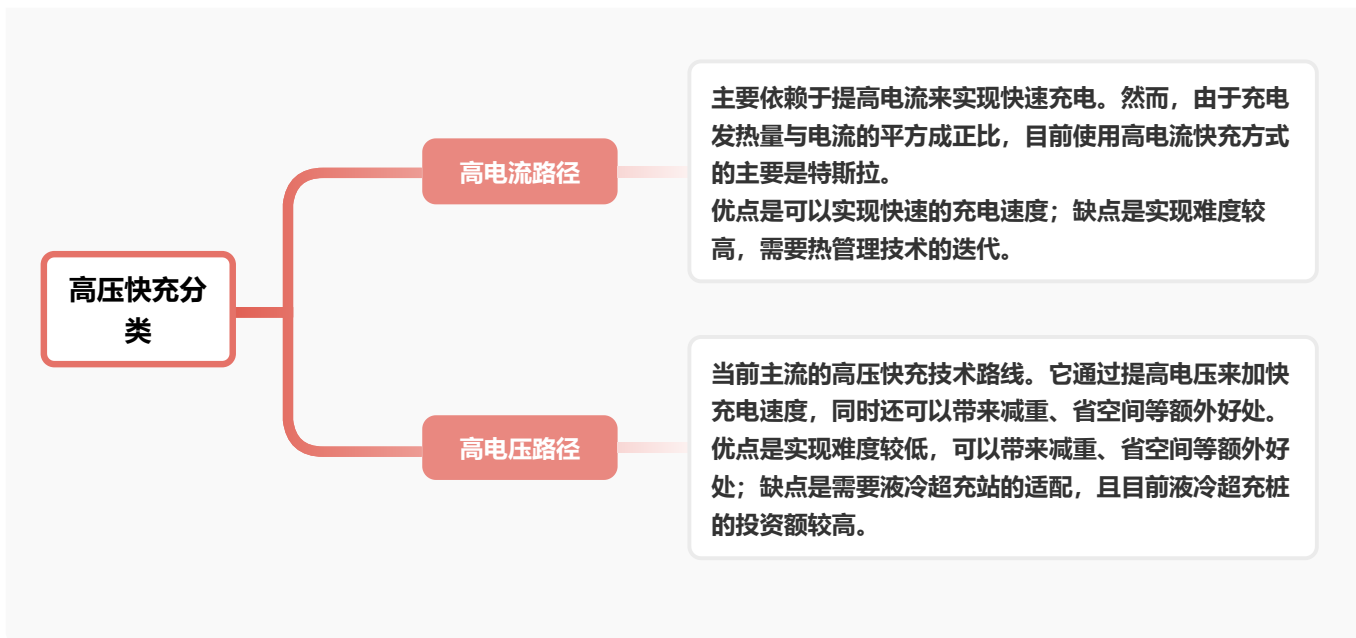 高压快充分
类
高电流路径
主要依赖于提高电流来实现快速充电。然而，由于充电
发热量与电流的平方成正比，目前使用高电流快充方式
的主要是特斯拉。
优点是可以实现快速的充电速度；缺点是实现难度较
高，需要热管理技术的迭代。
高电压路径
当前主流的高压快充技术路线。它通过提高电压来加快
充电速度，同时还可以带来减重、省空间等额外好处。
优点是实现难度较低，可以带来减重、省空间等额外好
处；缺点是需要液冷超充站的适配，且目前液冷超充桩
的投资额较高。